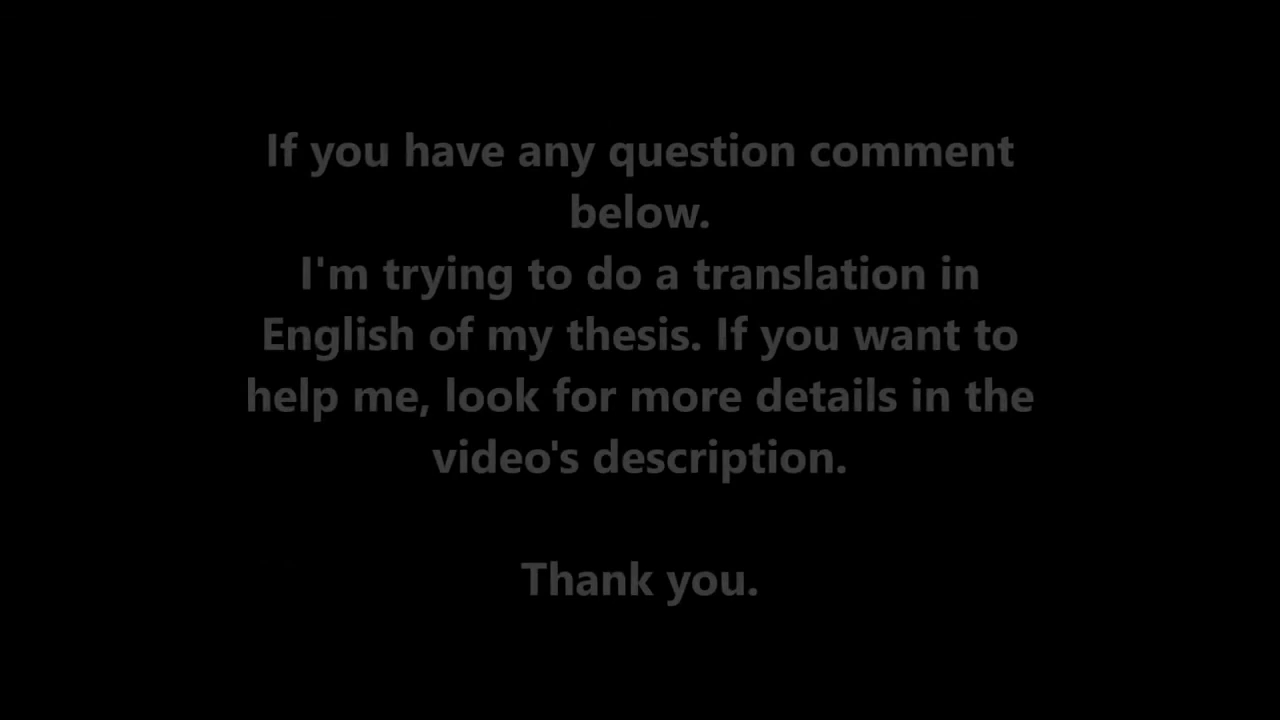 If you have any question comment
below.
I'm trying to do a translation in
English of my thesis. If you want to
help me, look for more details in the
video's description.
Thank you.